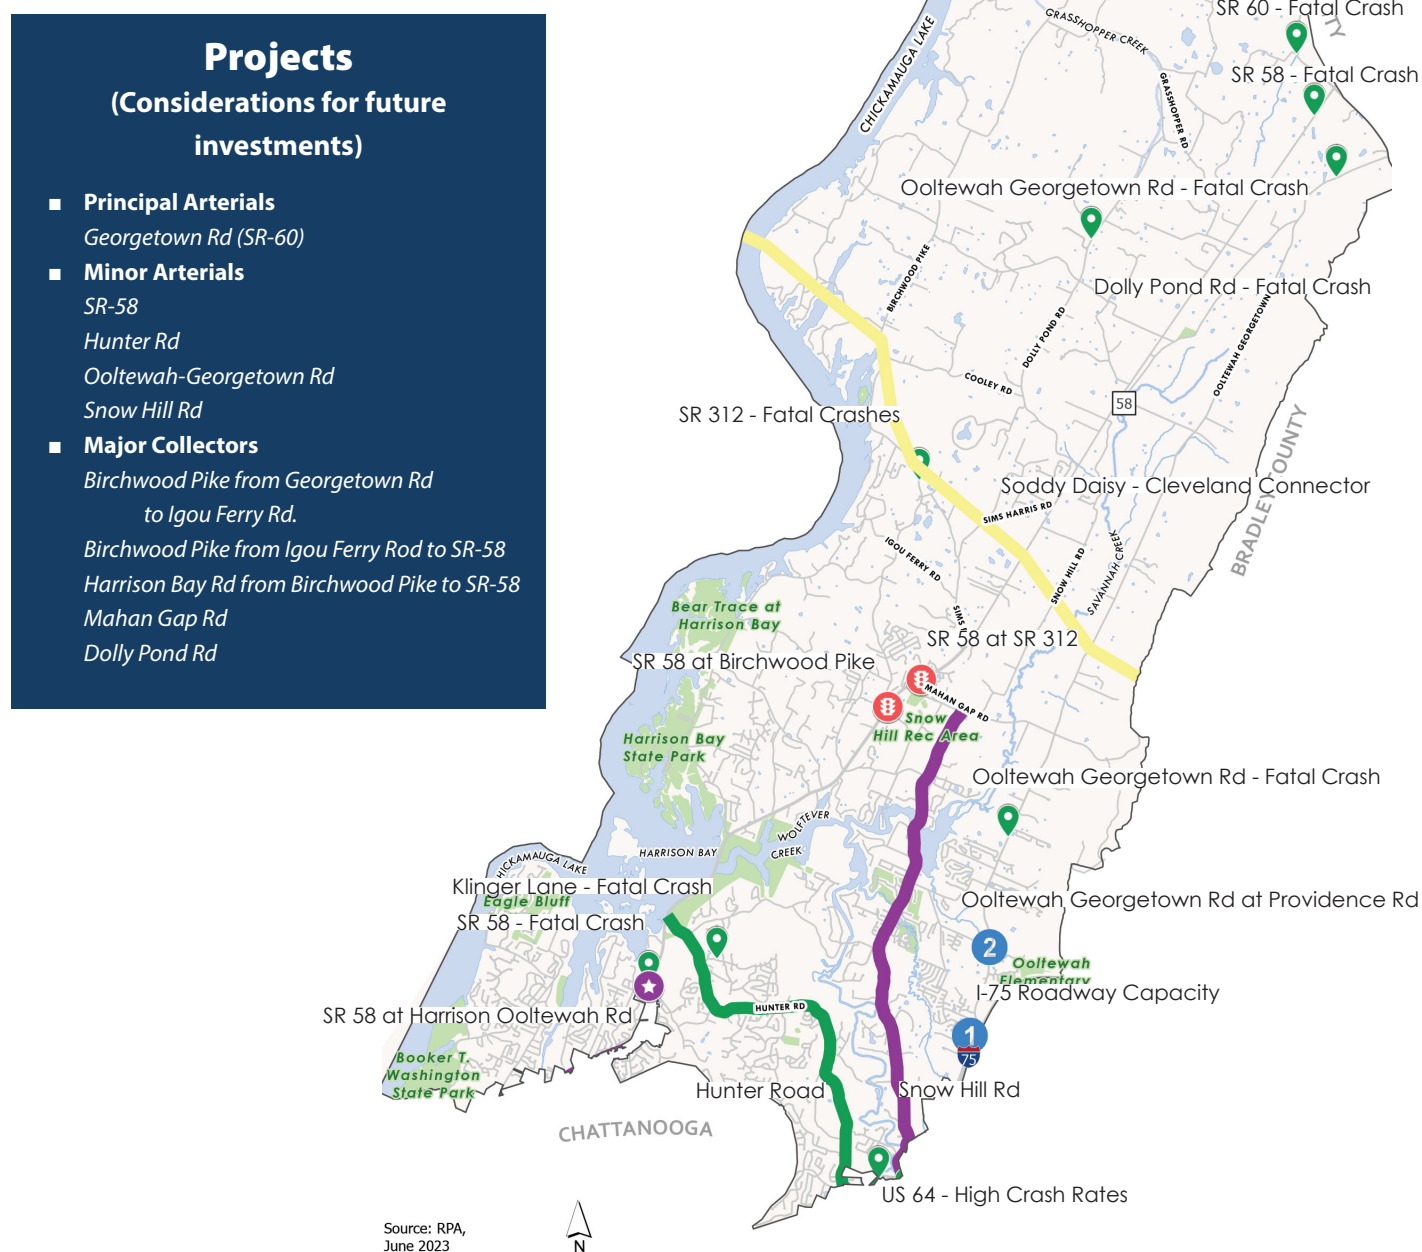 Projects
(Considerations for future
investments)
■ Principal Arterials
Georgetown Rd (SR-60)
■ Minor Arterials
SR-58
Hunter Rd
Ooltewah-Georgetown Rd
Snow Hill Rd
■ Major Collectors
Birchwood Pike from Georgetown Rd
to Igou Ferry Rd.
Birchwood Pike from Igou Ferry Rod to SR-58
Harrison Bay Rd from Birchwood Pike to SR-58
Mahan Gap Rd
Dolly Pond Rd
SR 60 - Fatal Crash
GRASSHOPPER CREEK
CHICKAMAUGA LAKE
SR 58 - Fatal Crash
GRASSHOPPER RD
Ooltewah Georgetown Rd - Fatal Crash
BIRCHWOOD PIKE
Dolly Pond Rd - Fatal Crash
DOLLY POND RD
OOLTEWAH GEORGETOWN
COOLEY RD
58
SR 312 - Fatal Crashes
BRADLEY COUNTY
Soddy Daisy - Cleveland Connector
SIMS HARRIS RD
IGOU FERRY RD
SNOW HILL RD
SAVANNAH CREEK
Bear Trace at
Harrison Bay
SIMS
SR 58 at SR 312
SR 58 at Birchwood Pike
MAHAN GAP RD
Snow
Hill Rec Area
Harrison Bay
State Park
Ooltewah Georgetown Rd - Fatal Crash
WOLFTEVER
CREEK
HARRISON BAY
HICKAMAUGA LAKE
Klinger Lane - Fatal Crash
Eagle Bluff
Ooltewah Georgetown Rd at Providence Rd
SR 58 - Fatal Crash
2
Ooltewah
Elementary
I-75 Roadway Capacity
SR 58 at Harrison Ooltewah Rd
HUNTER RD
1
75
Booker T.
Washington
State Park
Hunter Road
Snow Hill Rd
CHATTANOOGA
US 64 - High Crash Rates
Source: RPA,
June 2023
N